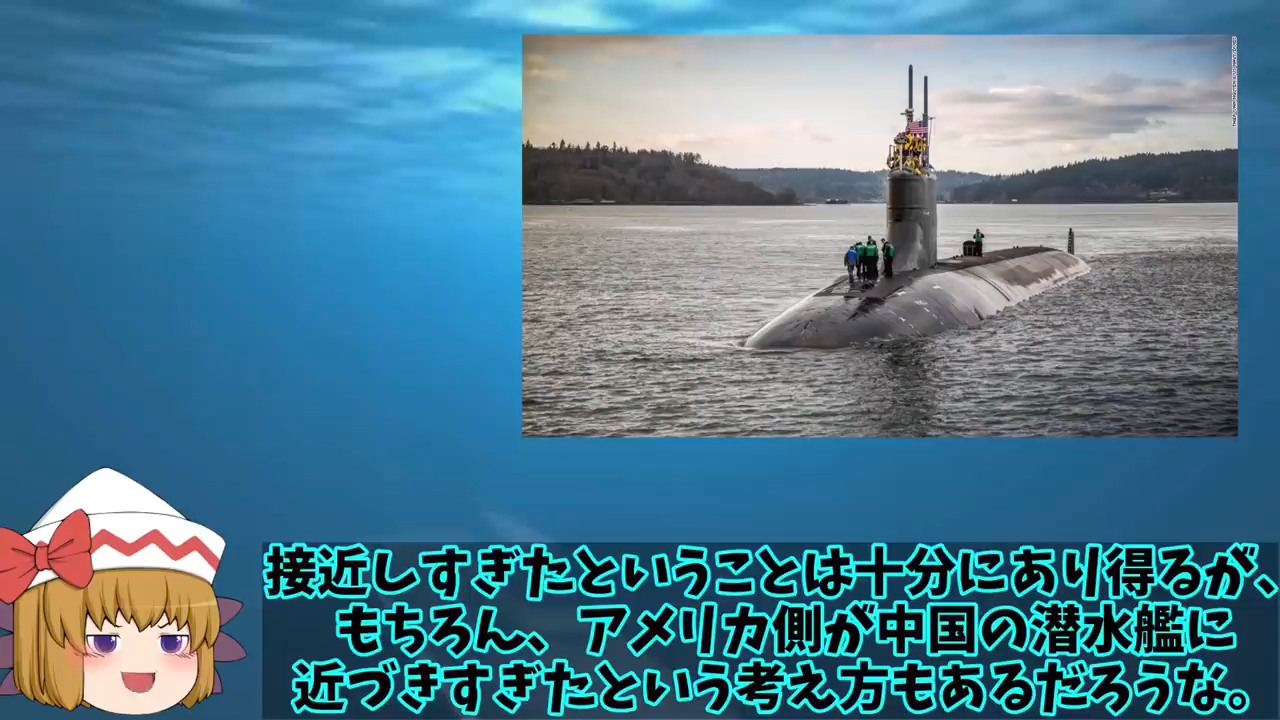 接近しすぎたということは十分にあり得るが、
もちろん、アメリカ側が中国の潜水艦に
近づきすぎたという考え方もあるだろうな。